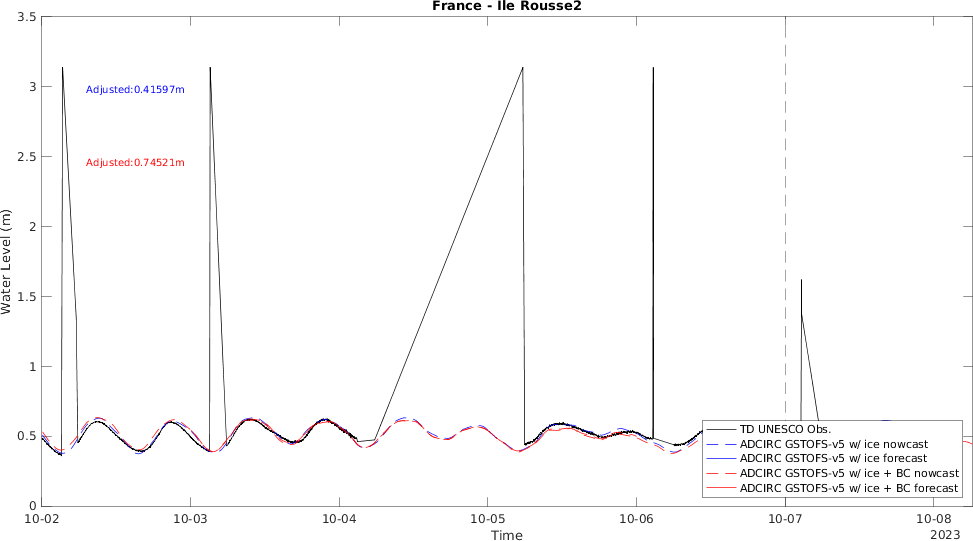 France - Ile Rousse2
3.5
3
2.5
2
1.5
1
0.5
0
Water Level (m)
Adjusted:0.41597m
Adjusted:0.74521m
TD UNESCO Obs.
ADCIRC GSTOFS-v5 w/ ice nowcast
ADCIRC GSTOFS-v5 w/ ice forecast
ADCIRC GSTOFS-v5 w/ ice + BC nowcast
ADCIRC GSTOFS-v5 w/ ice + BC forecast
10-02 10-03 10-04 10-05 10-06 10-07 10-08
Time
2023